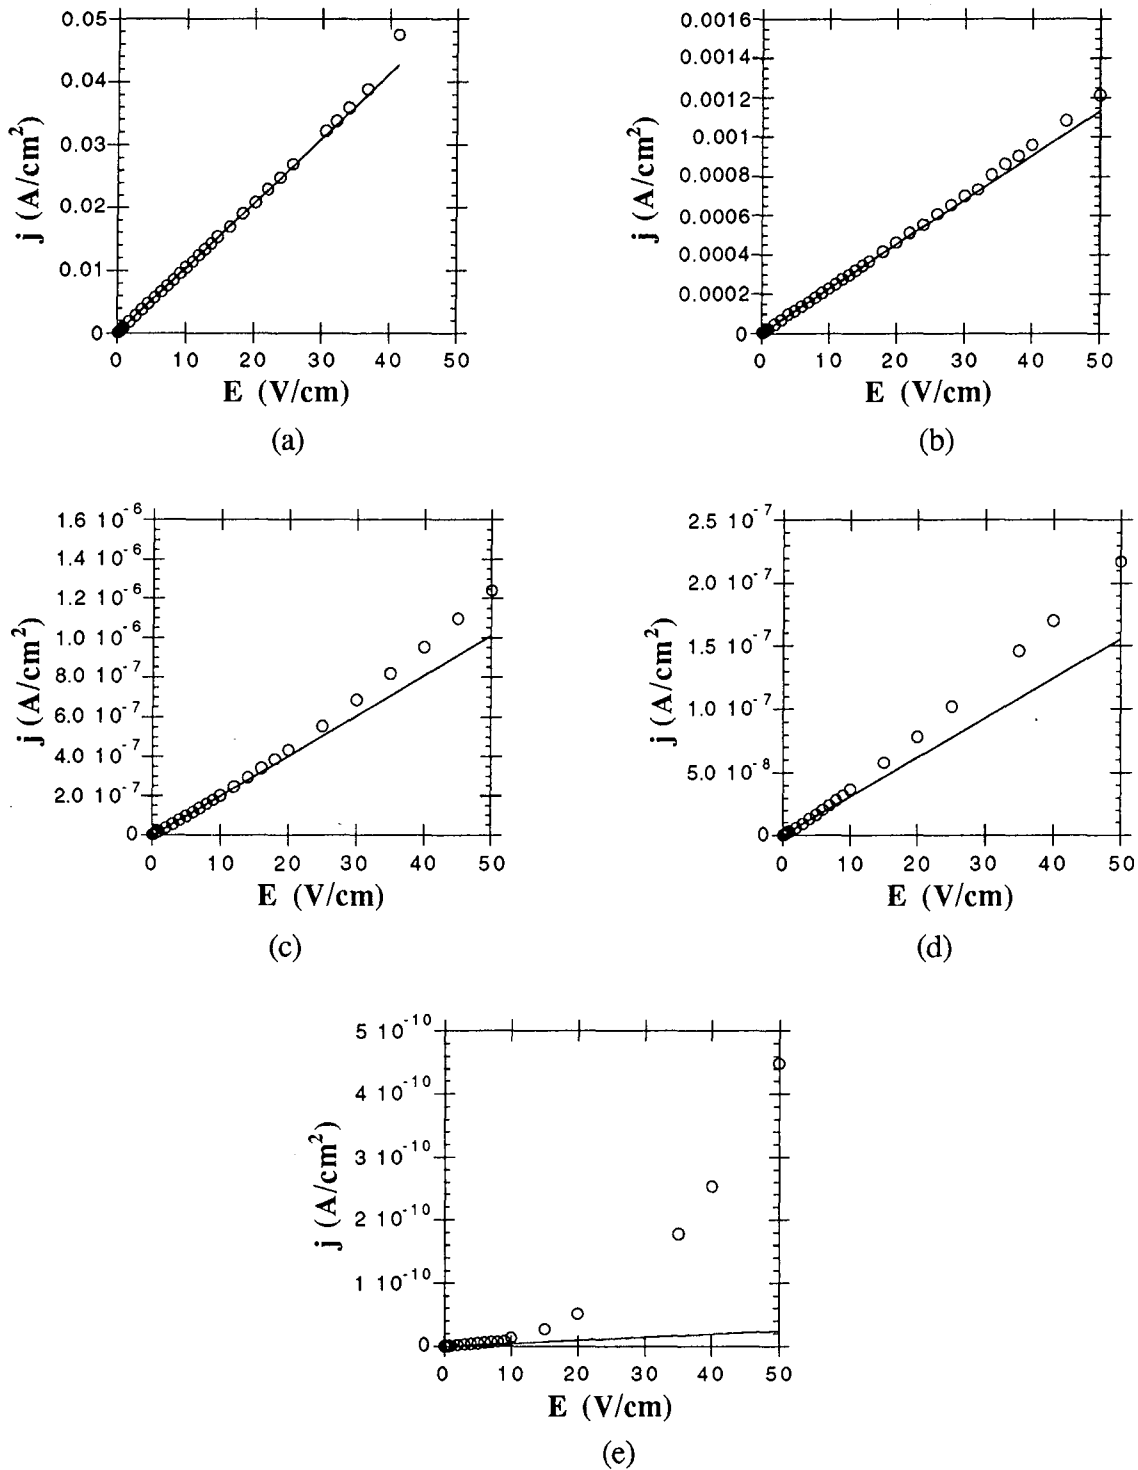 0.05
0.04
0.03
0.02
0.01
0
j (A/cm²)
0 10 20 30 40 50
E (V/cm)
(a)
0.0016
0.0014
0.0012
0.001
0.0008
0.0006
0.0004
0.0002
0
j (A/cm²)
0 10 20 30 40 50
E (V/cm)
(b)
1.6 10⁻⁶
1.4 10⁻⁶
1.2 10⁻⁶
1.0 10⁻⁶
8.0 10⁻⁷
6.0 10⁻⁷
4.0 10⁻⁷
2.0 10⁻⁷
0
j (A/cm²)
0 10 20 30 40 50
E (V/cm)
(c)
2.5 10⁻⁷
2.0 10⁻⁷
1.5 10⁻⁷
1.0 10⁻⁷
5.0 10⁻⁸
0
j (A/cm²)
0 10 20 30 40 50
E (V/cm)
(d)
5 10⁻¹⁰
4 10⁻¹⁰
3 10⁻¹⁰
2 10⁻¹⁰
1 10⁻¹⁰
0
j (A/cm²)
0 10 20 30 40 50
E (V/cm)
(e)